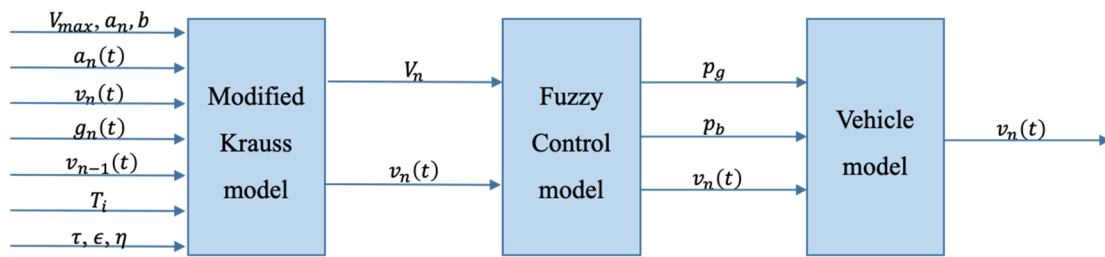 V_max, a_n, b
a_n(t)
v_n(t)
g_n(t)
v_{n-1}(t)
T_i
τ, ϵ, η
Modified
Krauss
model
V_n
v_n(t)
Fuzzy
Control
model
p_g
p_b
v_n(t)
Vehicle
model
v_n(t)